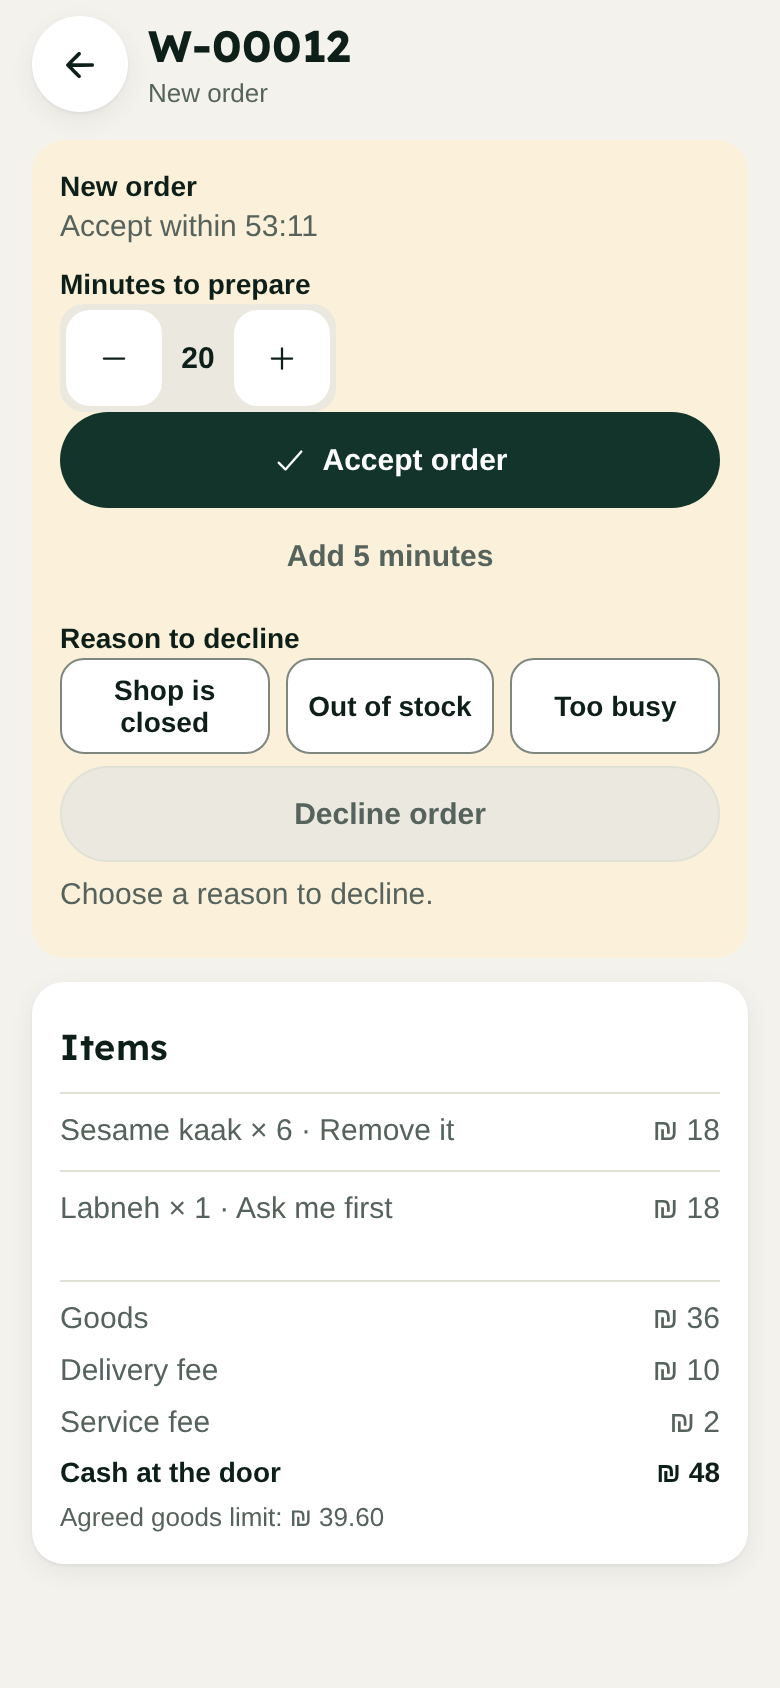 W-00012
New order
New order
Accept within 53:11
Minutes to prepare
− 20 +
Accept order
Add 5 minutes
Reason to decline
Shop is closed
Out of stock
Too busy
Decline order
Choose a reason to decline.
Items
Sesame kaak × 6 · Remove it ₪ 18
Labneh × 1 · Ask me first ₪ 18
Goods ₪ 36
Delivery fee ₪ 10
Service fee ₪ 2
Cash at the door ₪ 48
Agreed goods limit: ₪ 39.60